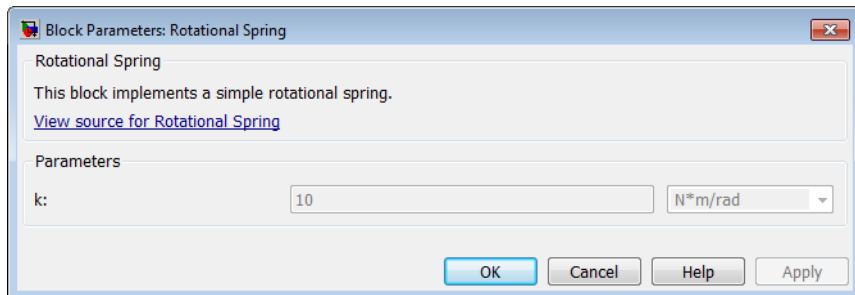 Block Parameters: Rotational Spring
Rotational Spring
This block implements a simple rotational spring.
View source for Rotational Spring
Parameters
k: 10 N*m/rad
OK Cancel Help Apply